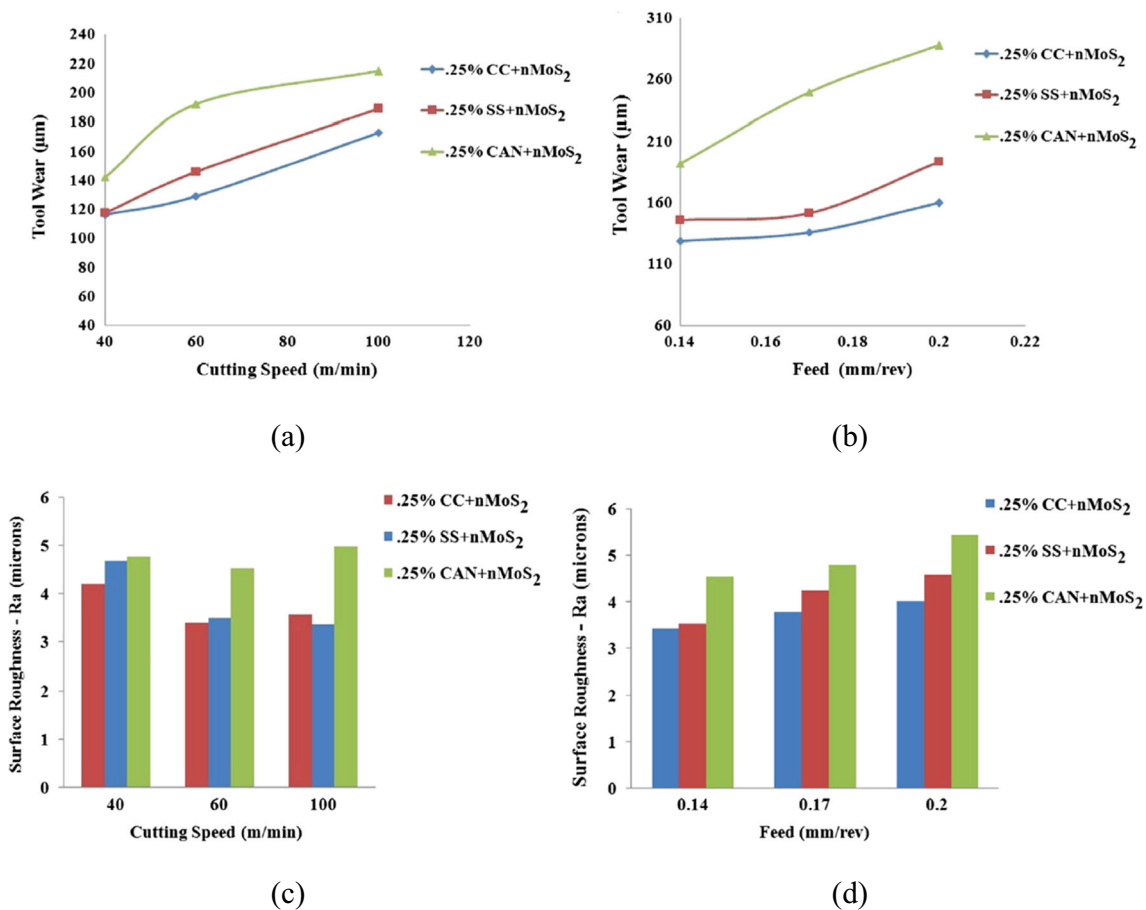 240
220
200
180
160
140
120
100
80
60
40
Tool Wear (µm)
40 60 80 100 120
Cutting Speed (m/min)
.25% CC+nMoS2
.25% SS+nMoS2
.25% CAN+nMoS2
(a)
310
260
210
160
110
60
Tool Wear (µm)
0.14 0.16 0.18 0.2 0.22
Feed (mm/rev)
.25% CC+nMoS2
.25% SS+nMoS2
.25% CAN+nMoS2
(b)
6
5
4
3
2
1
0
Surface Roughness - Ra (microns)
40 60 100
Cutting Speed (m/min)
.25% CC+nMoS2
.25% SS+nMoS2
.25% CAN+nMoS2
(c)
6
5
4
3
2
1
0
Surface Roughness - Ra (microns)
0.14 0.17 0.2
Feed (mm/rev)
.25% CC+nMoS2
.25% SS+nMoS2
.25% CAN+nMoS2
(d)